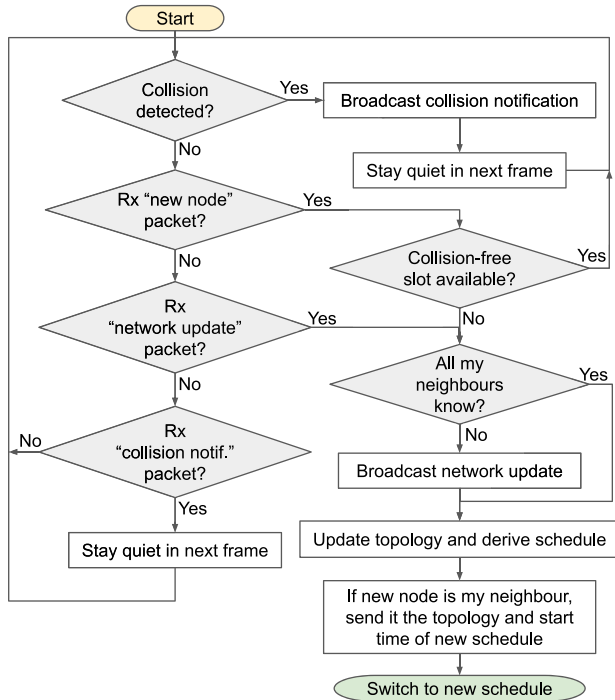 Start
Collision
detected?
Yes
Broadcast collision notification
No
Stay quiet in next frame
Rx “new node”
packet?
Yes
Collision-free
slot available?
Yes
No
No
Rx
“network update”
packet?
Yes
All my
neighbours
know?
Yes
No
No
Rx
“collision notif.”
packet?
No
Yes
Broadcast network update
Stay quiet in next frame
Update topology and derive schedule
If new node is my neighbour,
send it the topology and start
time of new schedule
Switch to new schedule